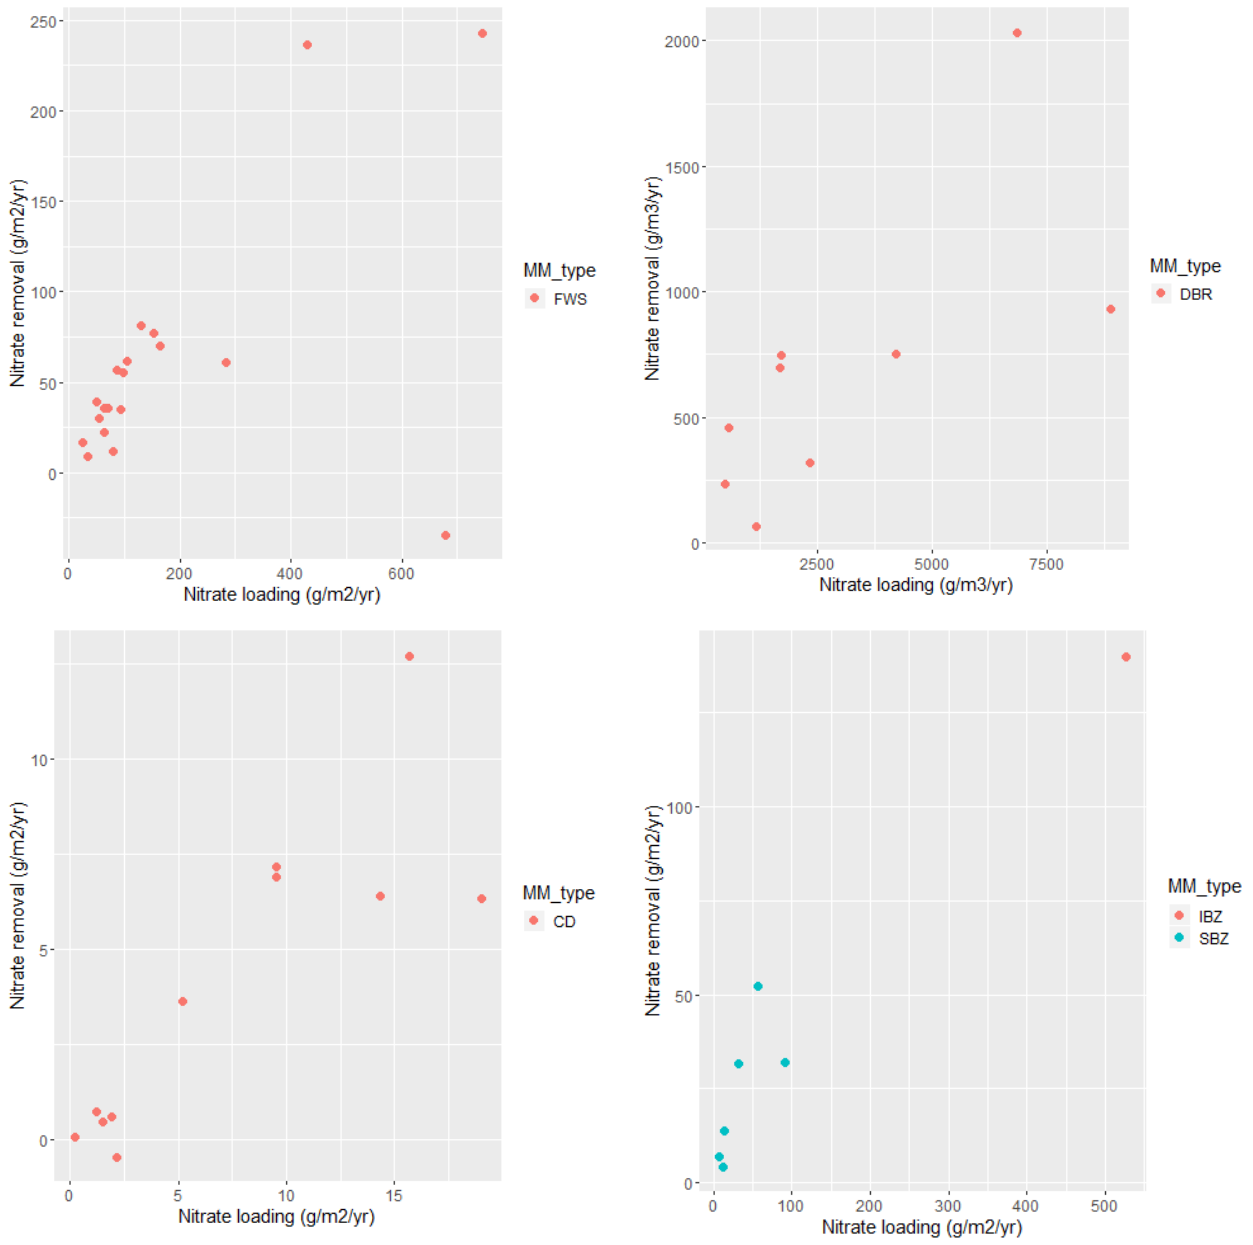 250
200
150
100
50
0
Nitrate removal (g/m2/yr)
0 200 400 600
Nitrate loading (g/m2/yr)
MM_type
FWS
2000
1500
1000
500
0
Nitrate removal (g/m3/yr)
2500 5000 7500
Nitrate loading (g/m3/yr)
MM_type
DBR
10
5
0
Nitrate removal (g/m2/yr)
0 5 10 15
Nitrate loading (g/m2/yr)
MM_type
CD
100
50
0
Nitrate removal (g/m2/yr)
0 100 200 300 400 500
Nitrate loading (g/m2/yr)
MM_type
IBZ
SBZ